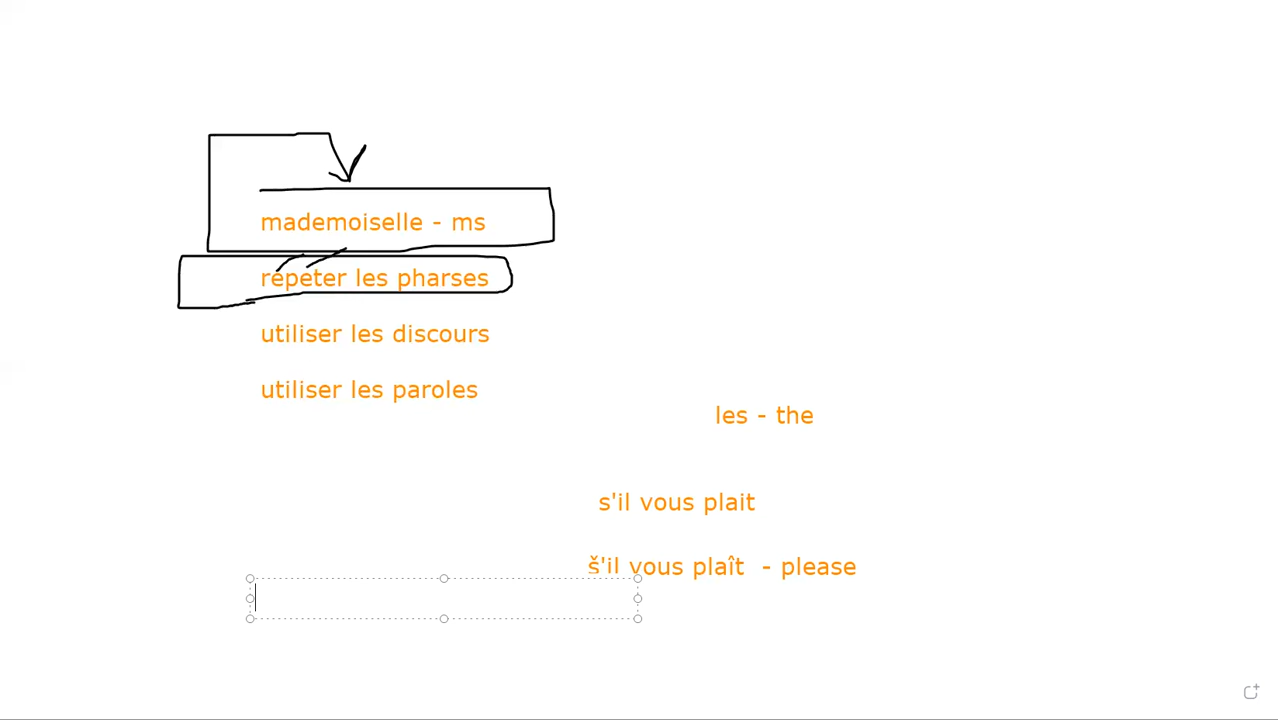 mademoiselle - ms
repeter les pharses
utiliser les discours
utiliser les paroles
les - the
s'il vous plait
š'il vous plaît - please